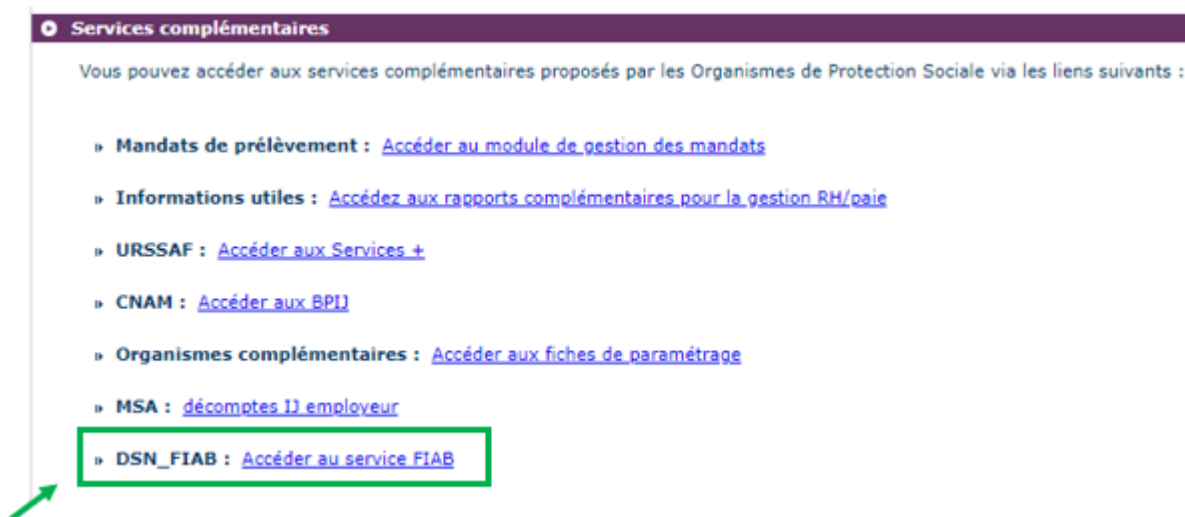 Services complémentaires
Vous pouvez accéder aux services complémentaires proposés par les Organismes de Protection Sociale via les liens suivants :
Mandats de prélèvement : Accéder au module de gestion des mandats
Informations utiles : Accédez aux rapports complémentaires pour la gestion RH/paie
URSSAF : Accéder aux Services +
CNAM : Accéder aux BPIJ
Organismes complémentaires : Accéder aux fiches de paramétrage
MSA : décomptes IJ employeur
DSN_FIAB : Accéder au service FIAB